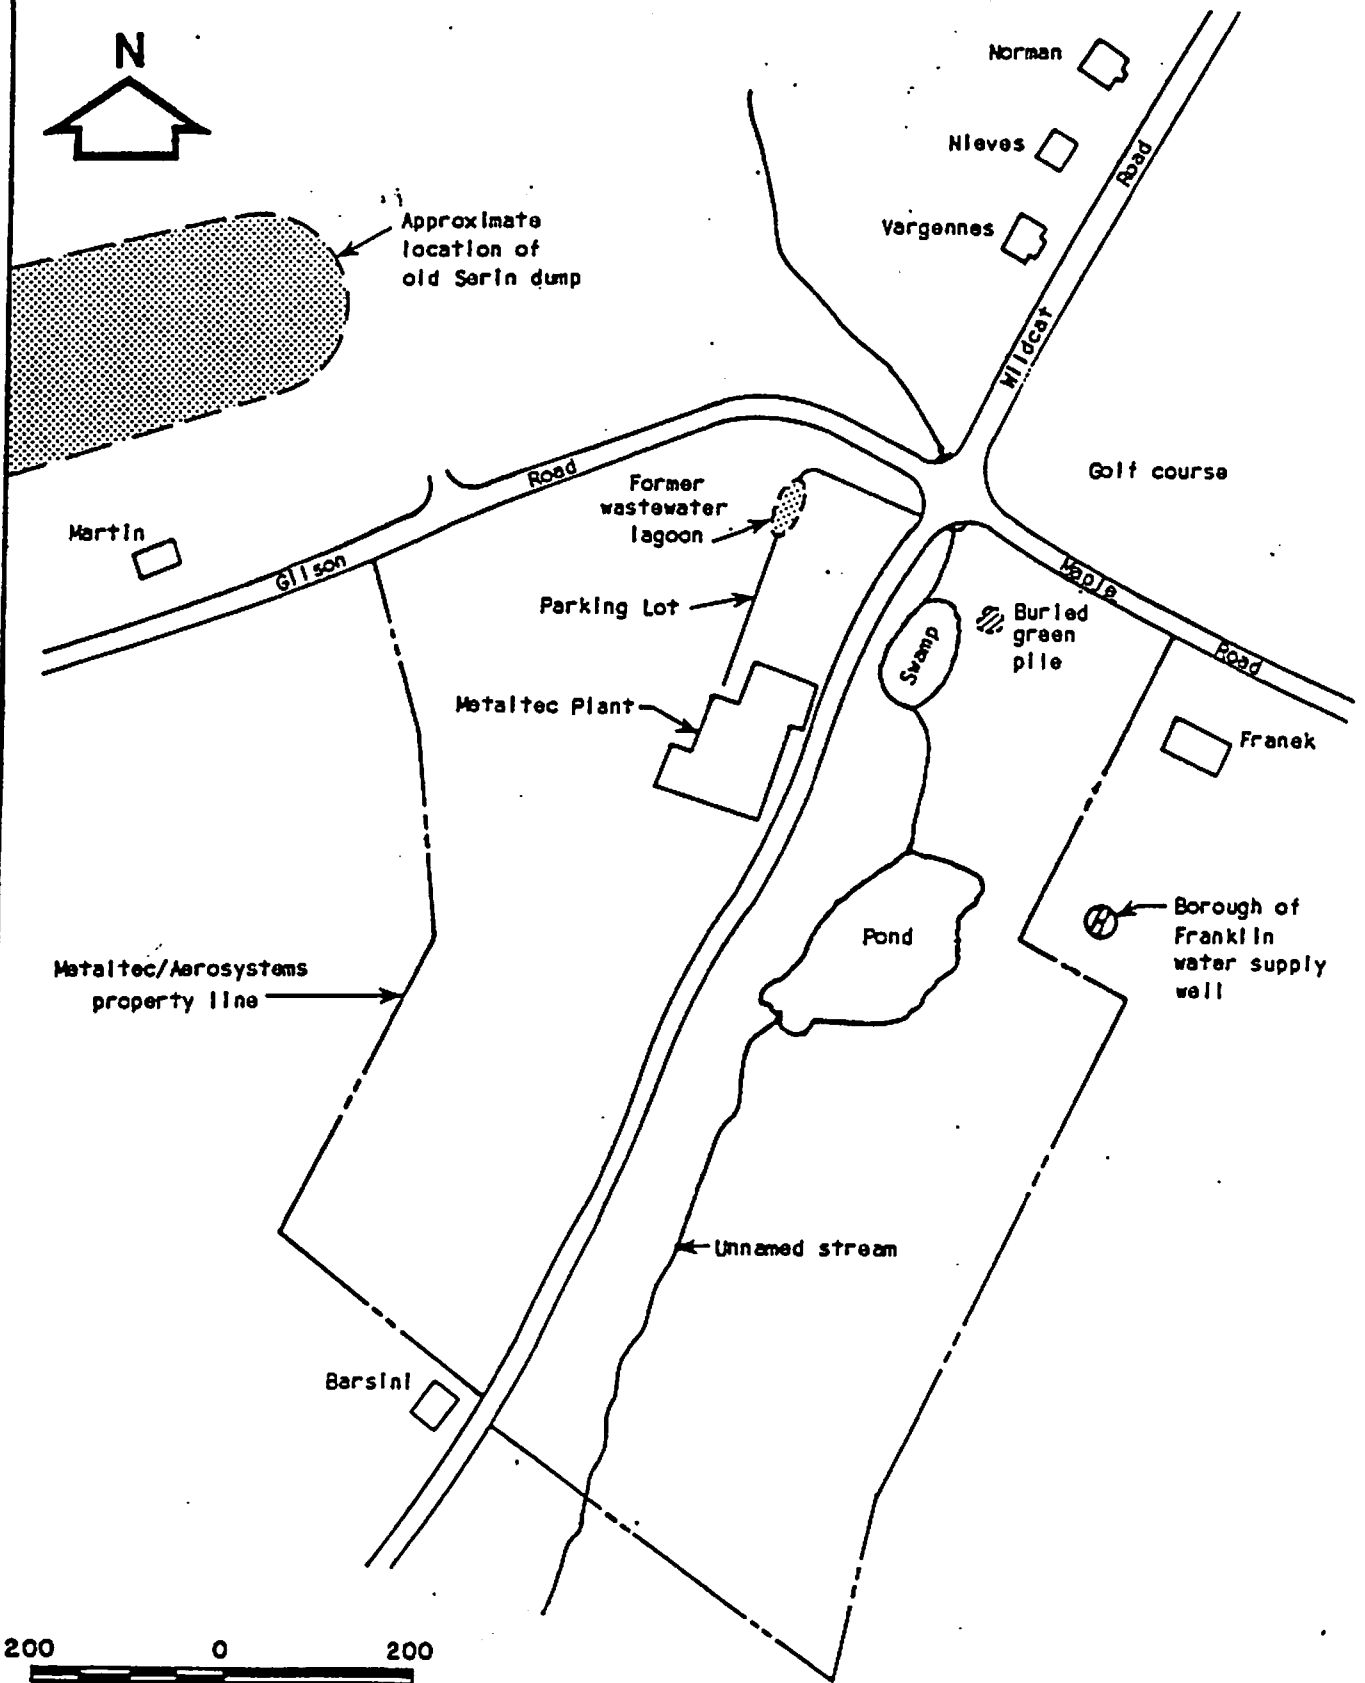 N
Norman
Nieves
Vargennes
Wildcat Road
Approximate
location of
old Serin dump
Golf course
Former
wastewater
lagoon
Martin
Gilson Road
Parking Lot
Swamp
Buried
green
pile
Maple Road
Metaltec Plant
Franek
Pond
Borough of
Franklin
water supply
well
Metaltec/Aerosystems
property line
Unnamed stream
Barsini
200 0 200